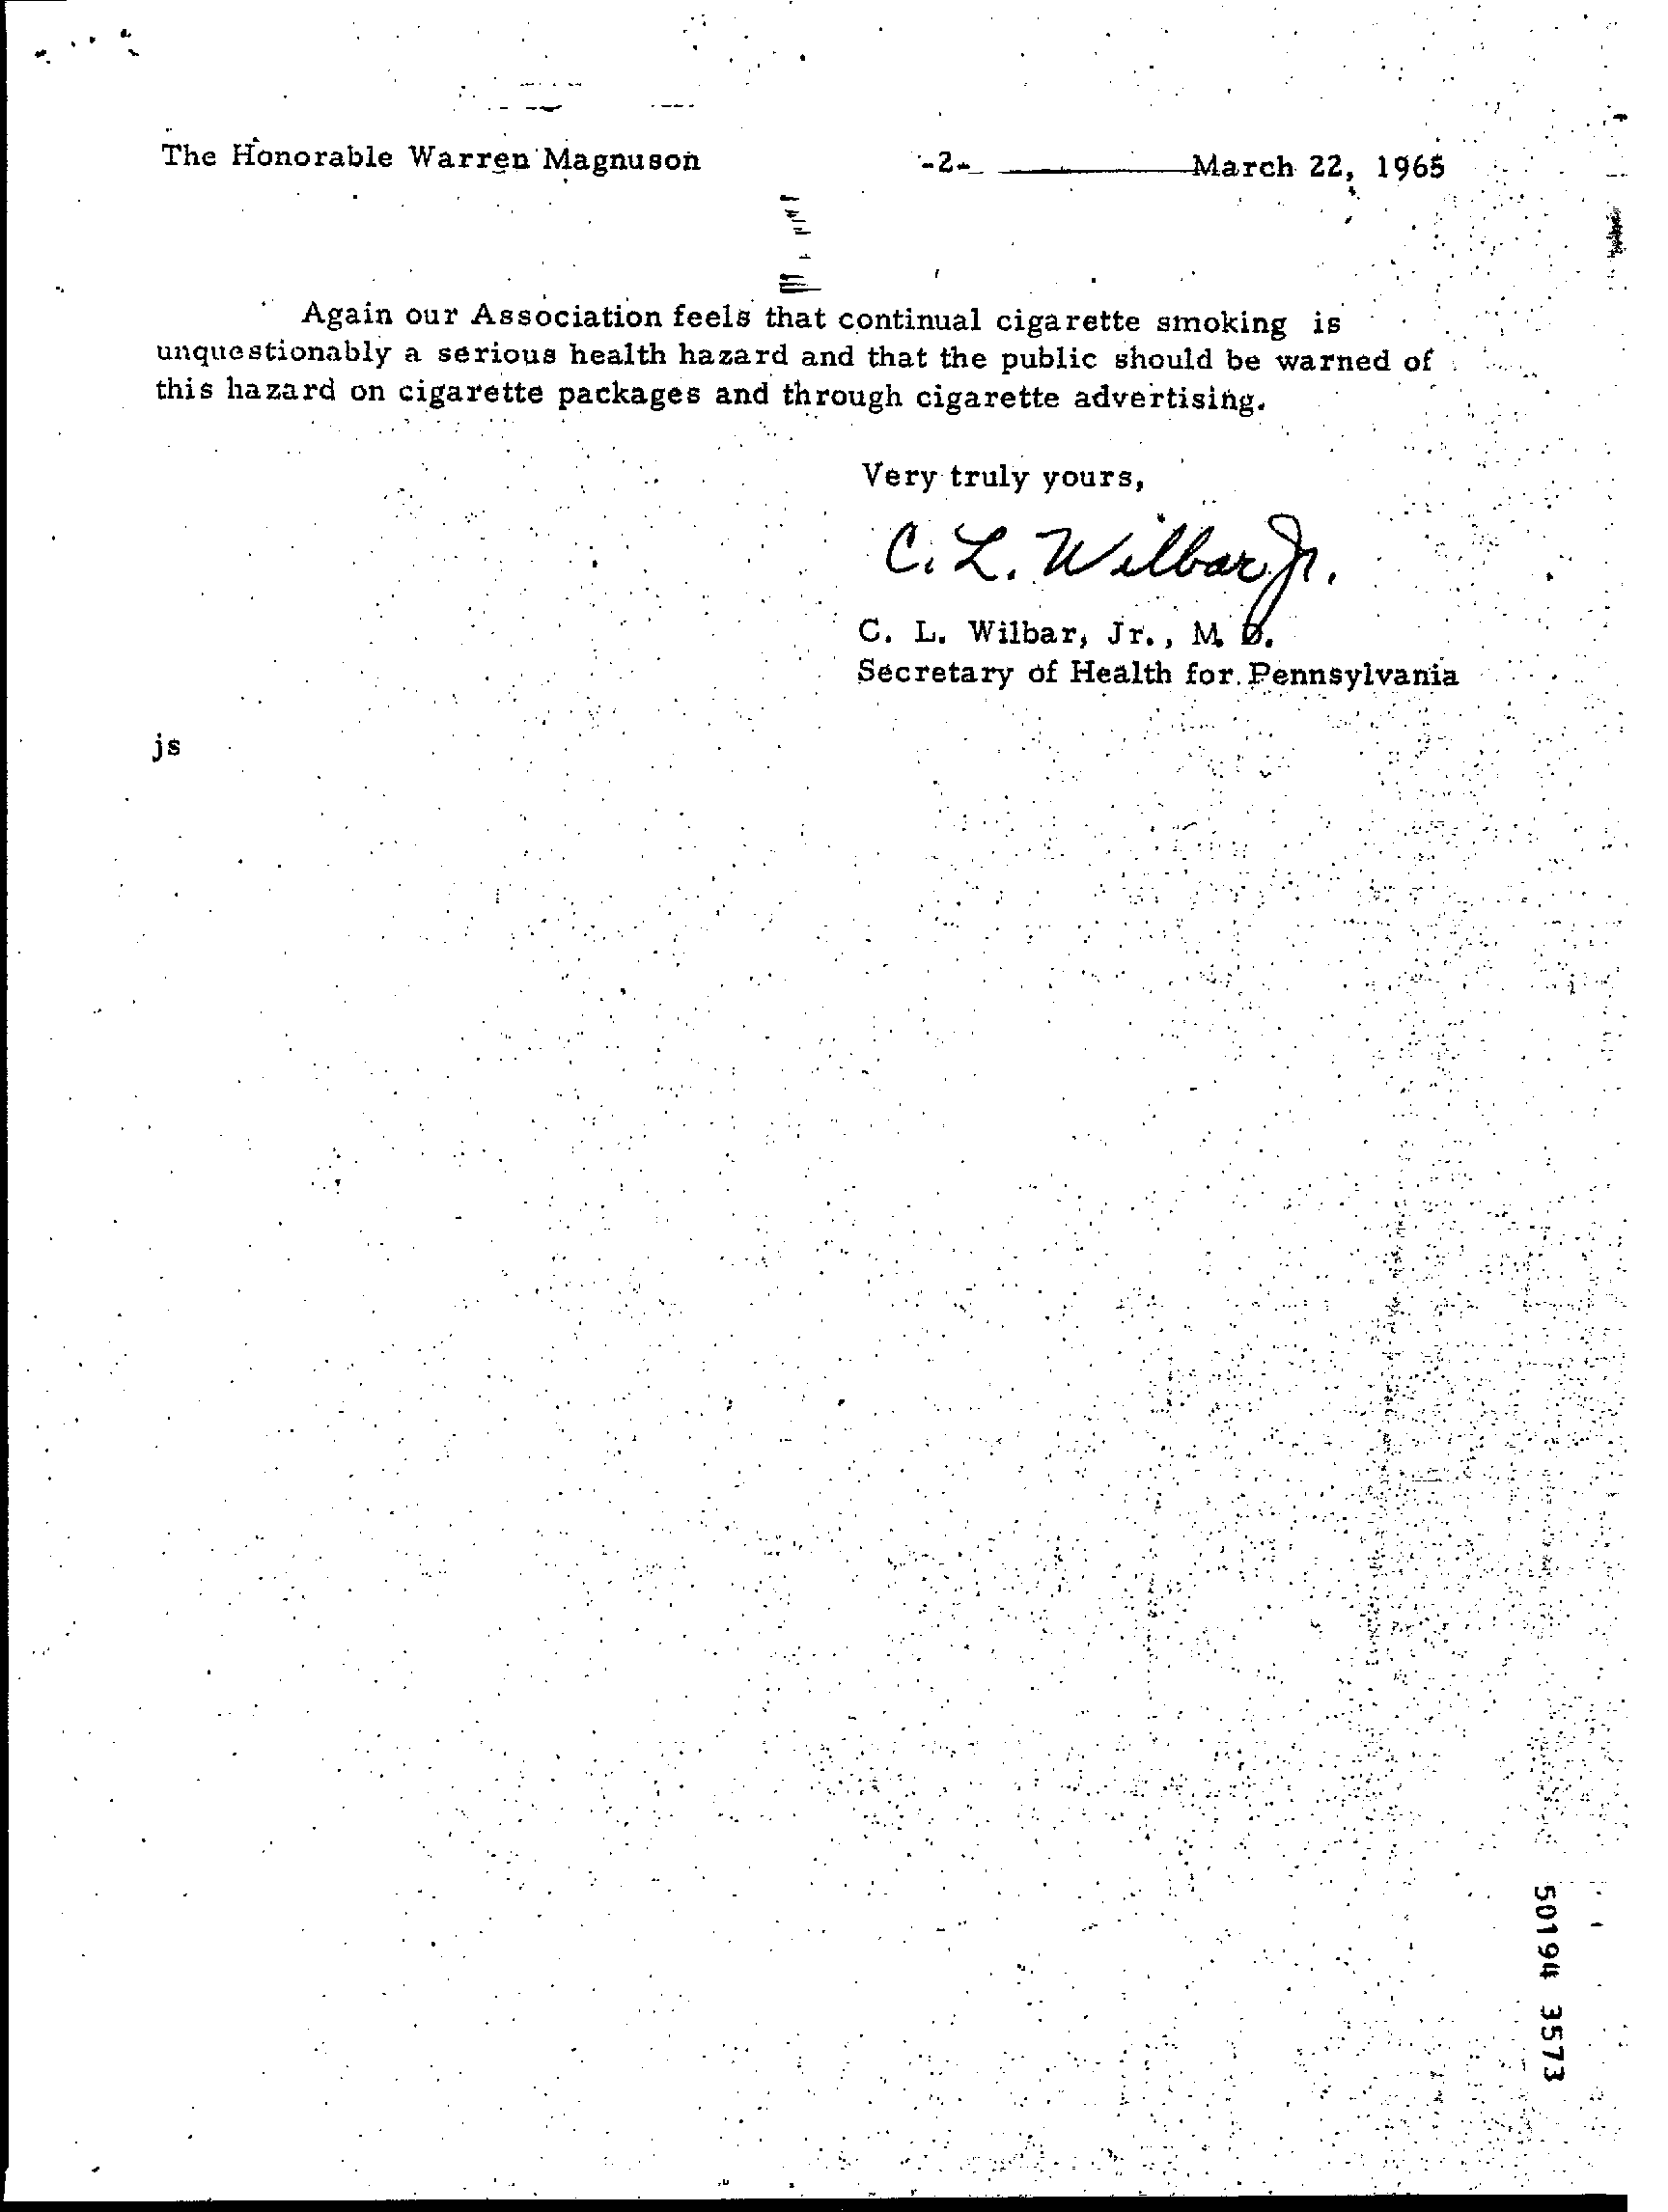 The Honorable Warren Magnuson -2- March 22, 1965
Again our Association feels that continual cigarette smoking is
unquestionably a serious health hazard and that the public should be warned of
this hazard on cigarette packages and through cigarette advertising.
Very truly yours,
C. L. Wilbar Jr.
C. L. Wilbar, Jr., M. D.
Secretary of Health for Pennsylvania
js
50194 3573